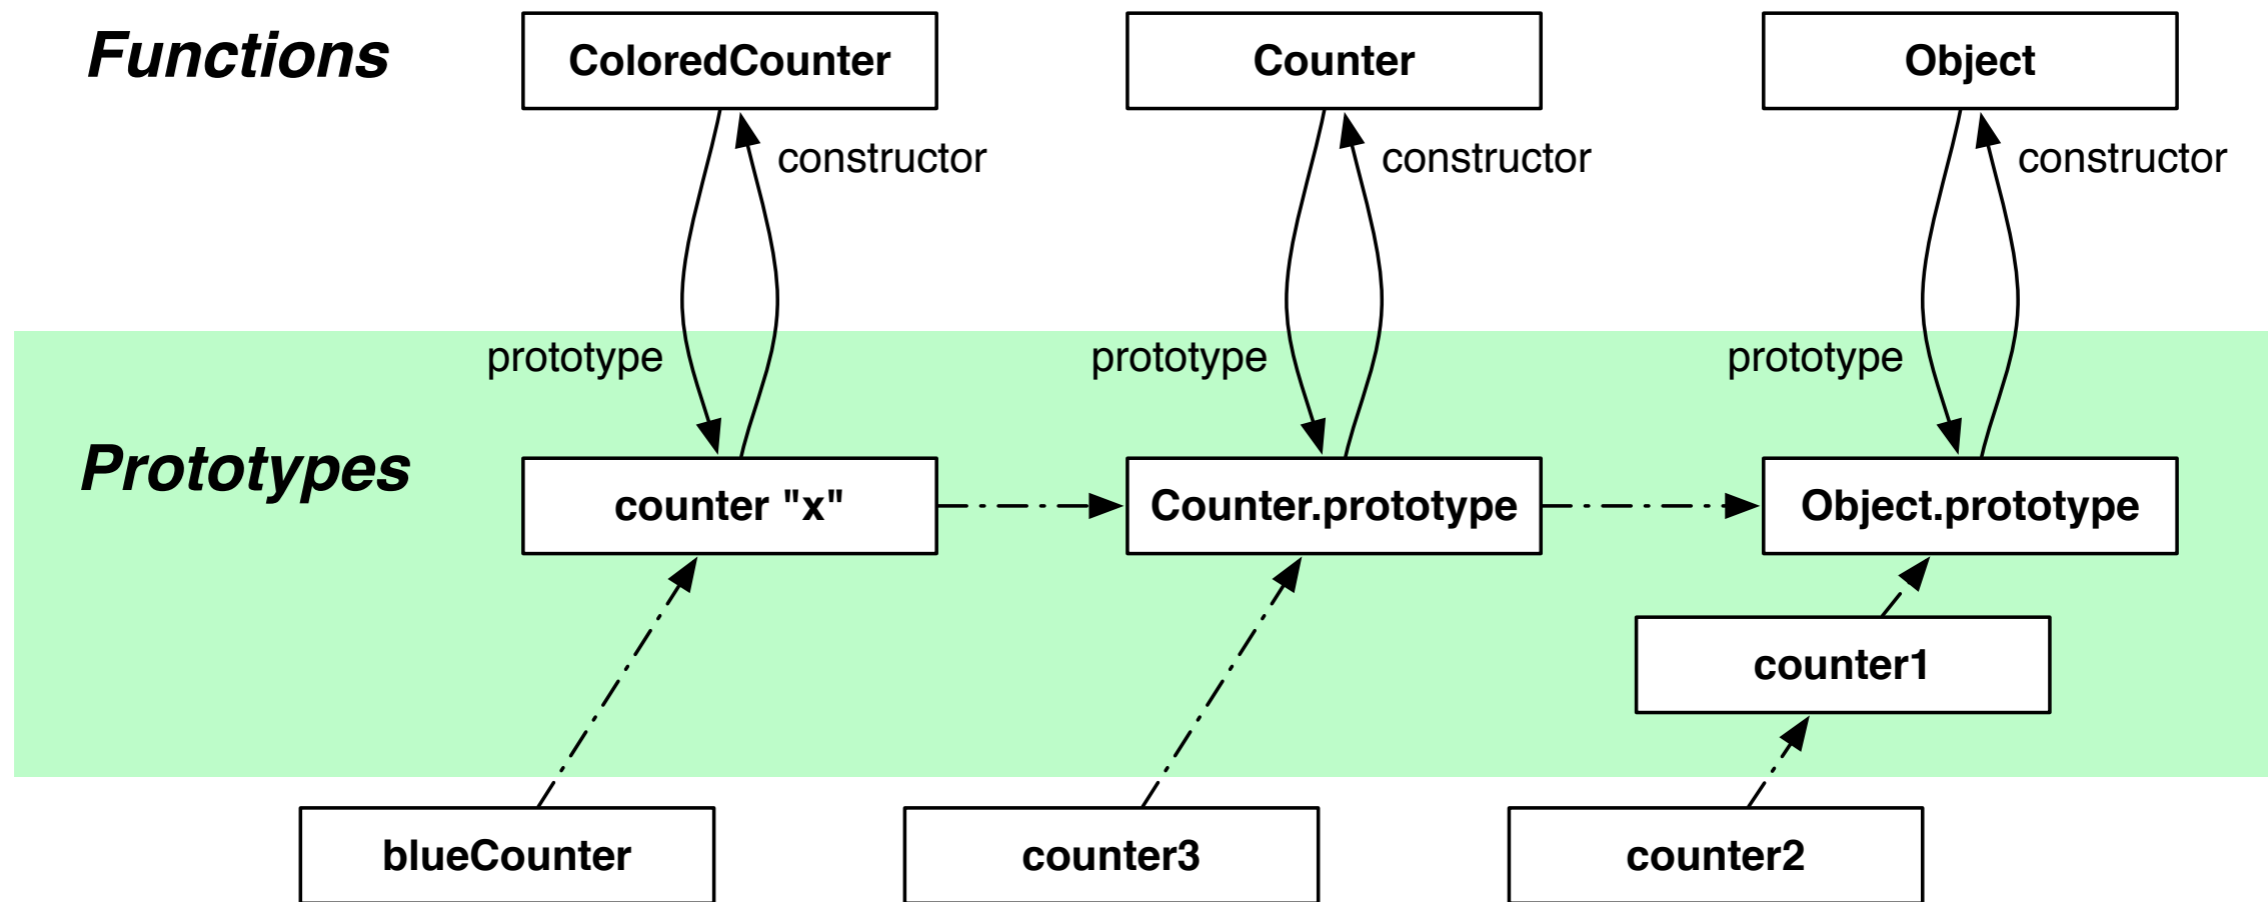 Functions
ColoredCounter
Counter
Object
constructor
constructor
constructor
prototype
prototype
prototype
Prototypes
counter "x"
Counter.prototype
Object.prototype
counter1
blueCounter
counter3
counter2